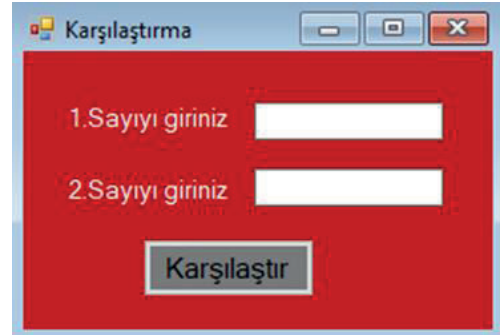 Karşılaştırma
1.Sayıyı giriniz
2.Sayıyı giriniz
Karşılaştır